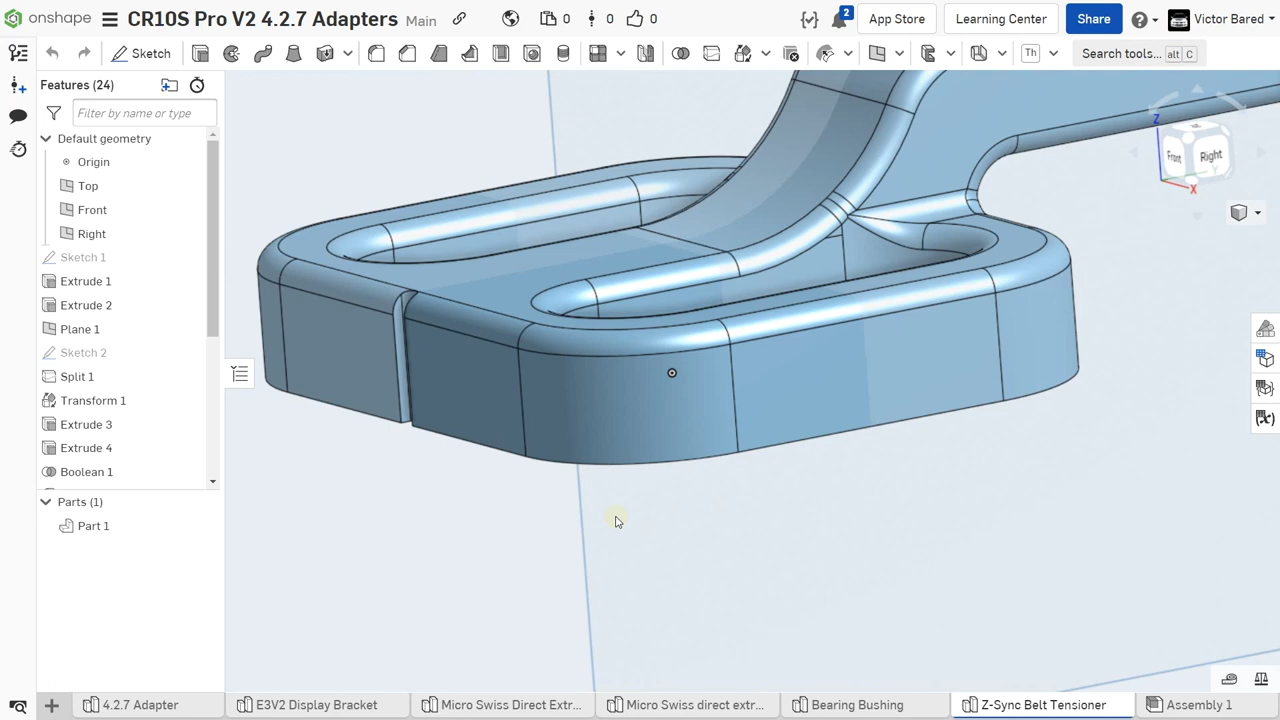 onshape CR10S Pro V2 4.2.7 Adapters Main 0 0 0 2 App Store Learning Center Share Victor Bared
Sketch Th Search tools... alt C
Features (24)
Filter by name or type
Default geometry
Origin
Top
Front
Right
Sketch 1
Extrude 1
Extrude 2
Plane 1
Sketch 2
Split 1
Transform 1
Extrude 3
Extrude 4
Boolean 1
Parts (1)
Part 1
Z
Front Right
X
4.2.7 Adapter E3V2 Display Bracket Micro Swiss Direct Extr... Micro Swiss direct extr... Bearing Bushing Z-Sync Belt Tensioner Assembly 1